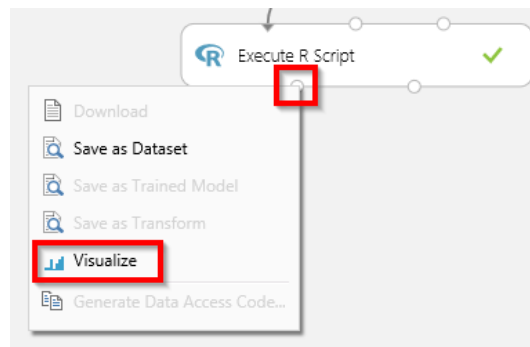 Execute R Script
Download
Save as Dataset
Save as Trained Model
Save as Transform
Visualize
Generate Data Access Code...